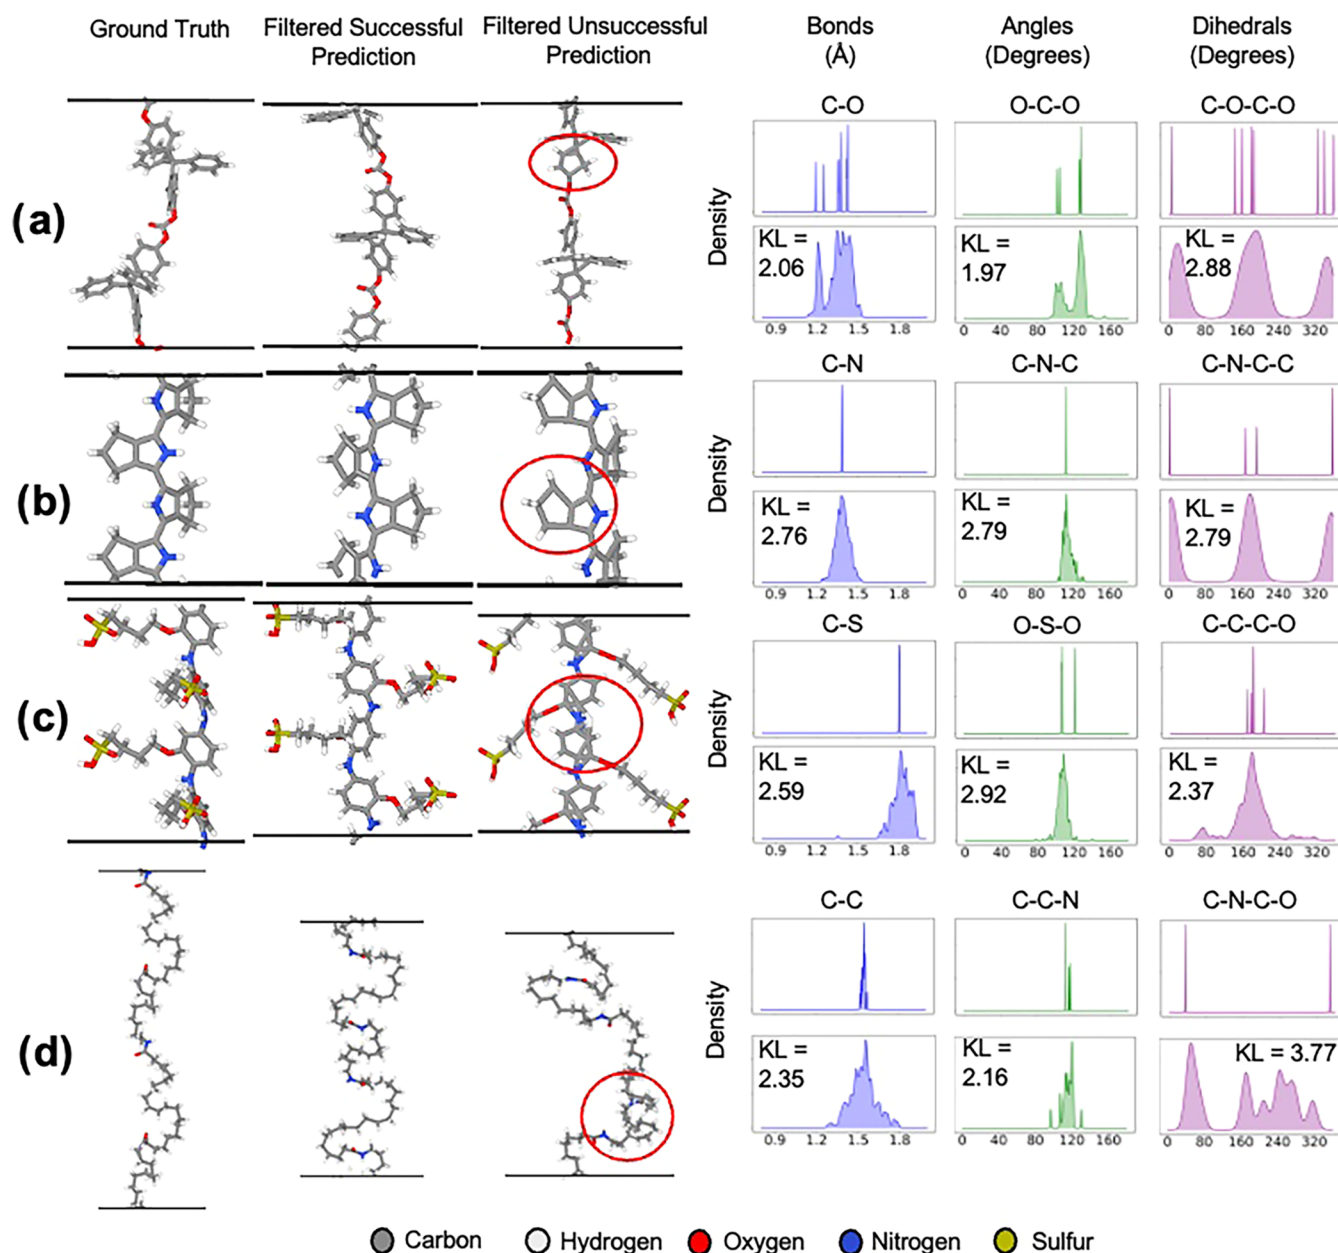 Ground Truth
Filtered Successful
Prediction
Filtered Unsuccessful
Prediction
Bonds
(Å)
Angles
(Degrees)
Dihedrals
(Degrees)
(a)
Density
C-O
O-C-O
C-O-C-O
KL =
2.06
KL =
1.97
KL =
2.88
0.9 1.2 1.5 1.8
0 40 80 120 160
0 80 160 240 320
(b)
Density
C-N
C-N-C
C-N-C-C
KL =
2.76
KL =
2.79
KL =
2.79
0.9 1.2 1.5 1.8
0 40 80 120 160
0 80 160 240 320
(c)
Density
C-S
O-S-O
C-C-C-O
KL =
2.59
KL =
2.92
KL =
2.37
0.9 1.2 1.5 1.8
0 40 80 120 160
0 80 160 240 320
(d)
Density
C-C
C-C-N
C-N-C-O
KL =
2.35
KL =
2.16
KL = 3.77
0.9 1.2 1.5 1.8
0 40 80 120 160
0 80 160 240 320
Carbon Hydrogen Oxygen Nitrogen Sulfur